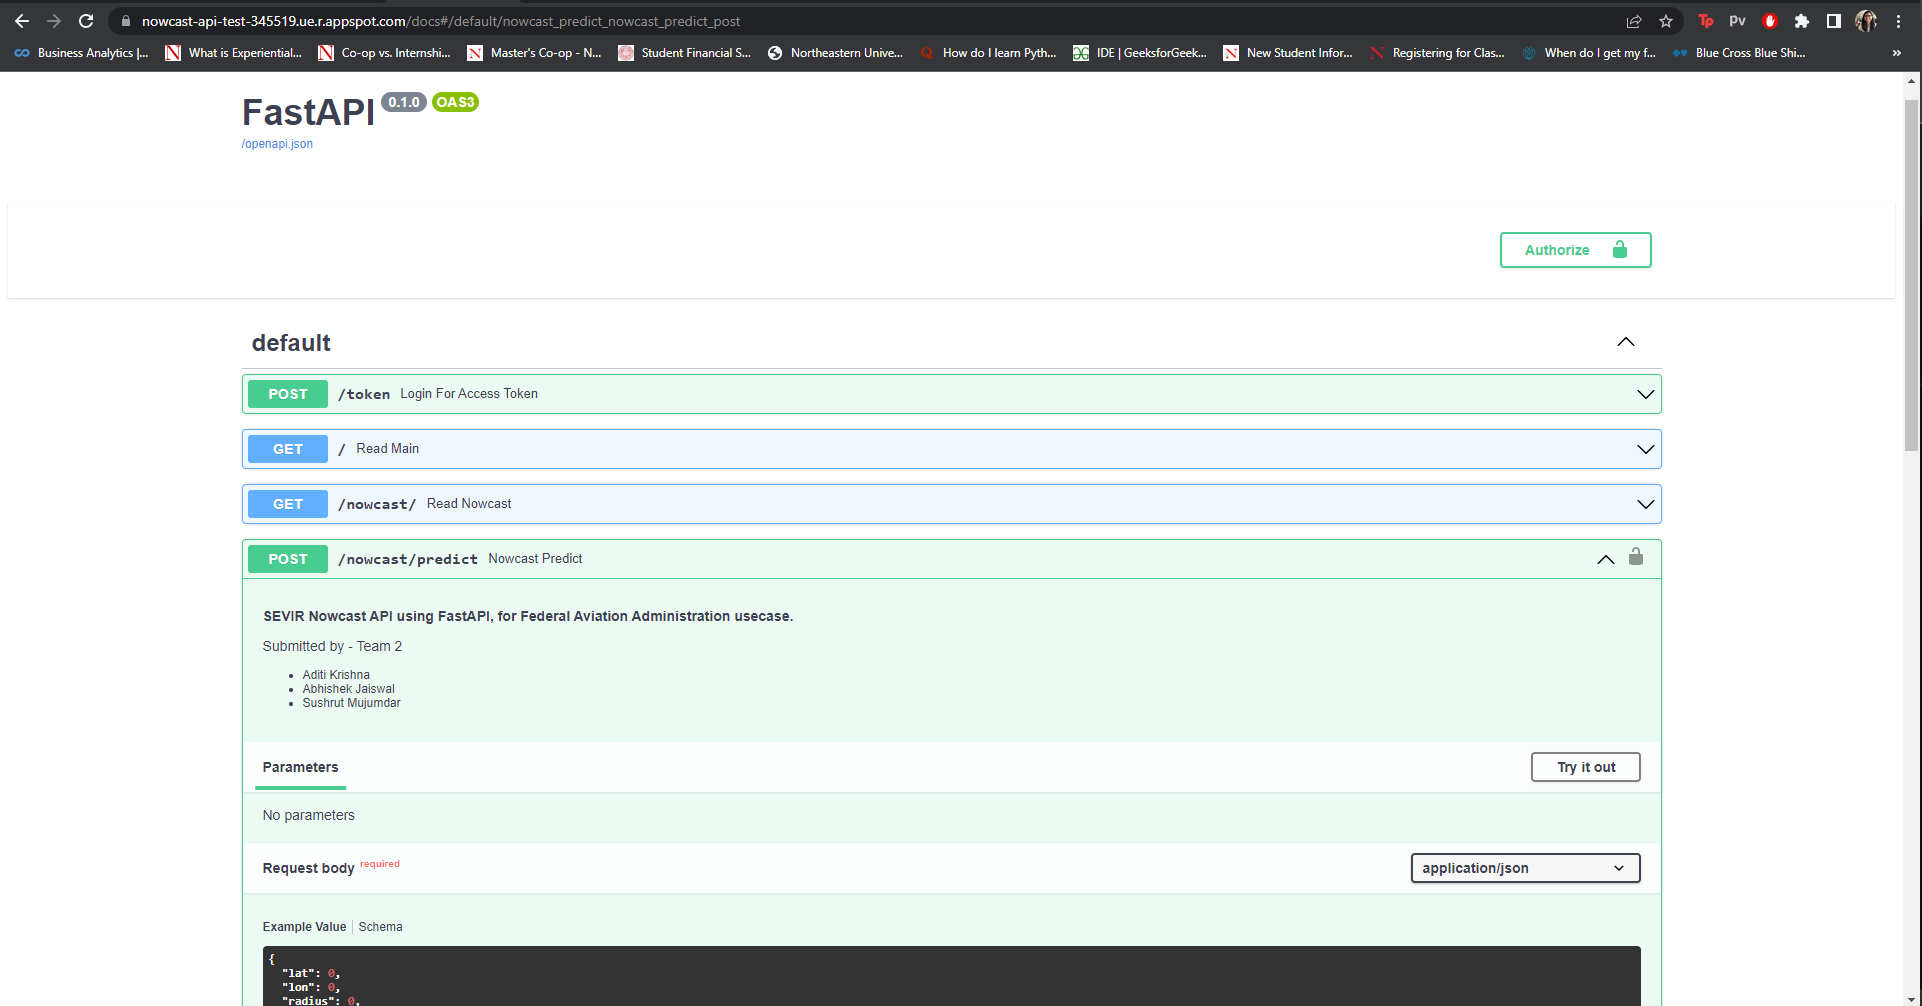 nowcast-api-test-345519.ue.r.appspot.com/docs#/default/nowcast_predict_nowcast_predict_post
Tp pv
Business Analytics |... What is Experiential... Co-op vs. Internshi... Master's Co-op - N... Student Financial S... Northeastern Unive... How do I learn Pyth... IDE | GeeksforGeek... New Student Infor... Registering for Clas... When do I get my f... Blue Cross Blue Shi... »
FastAPI 0.1.0 OAS3
/openapi.json
Authorize
default
POST /token Login For Access Token
GET / Read Main
GET /nowcast/ Read Nowcast
POST /nowcast/predict Nowcast Predict
SEVIR Nowcast API using FastAPI, for Federal Aviation Administration usecase.
Submitted by - Team 2
Aditi Krishna
Abhishek Jaiswal
Sushrut Mujumdar
Parameters Try it out
No parameters
Request body required application/json
Example Value | Schema
{
"lat": 0,
"lon": 0,
"radius": 0,